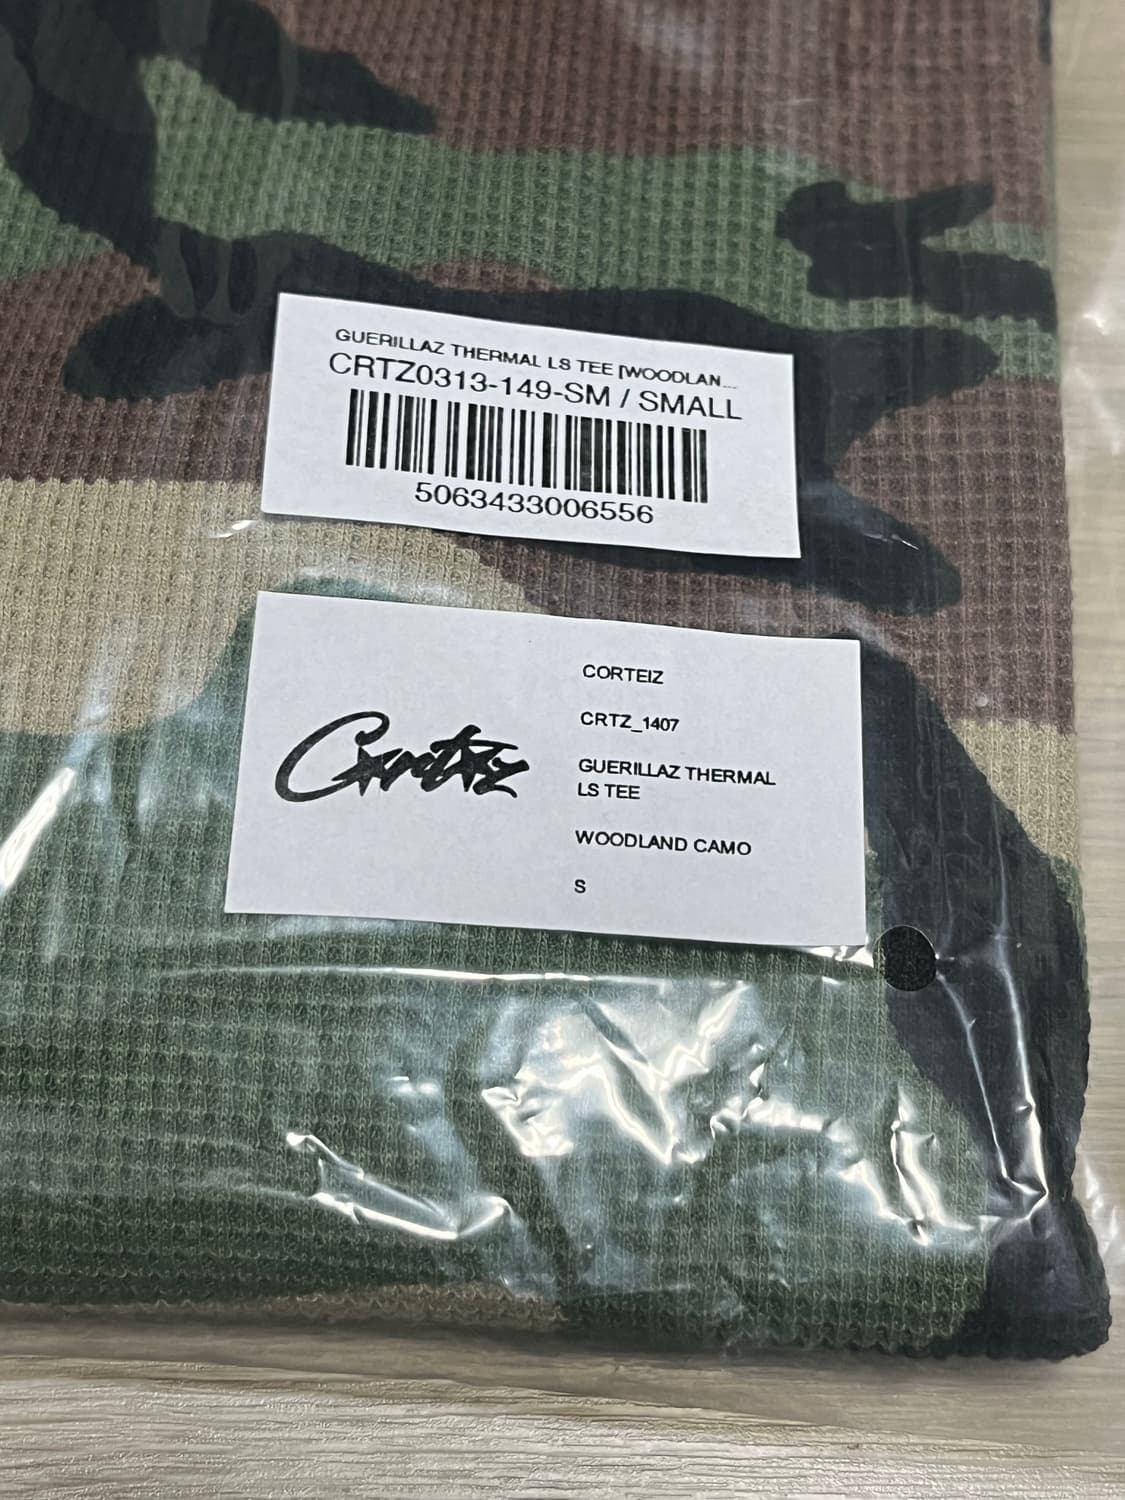 GUERILLAZ THERMAL LS TEE [WOODLAN...
CRTZ0313-149-SM / SMALL
5063433006556
Corteiz
CORTEIZ
CRTZ_1407
GUERILLAZ THERMAL
LS TEE
WOODLAND CAMO
S